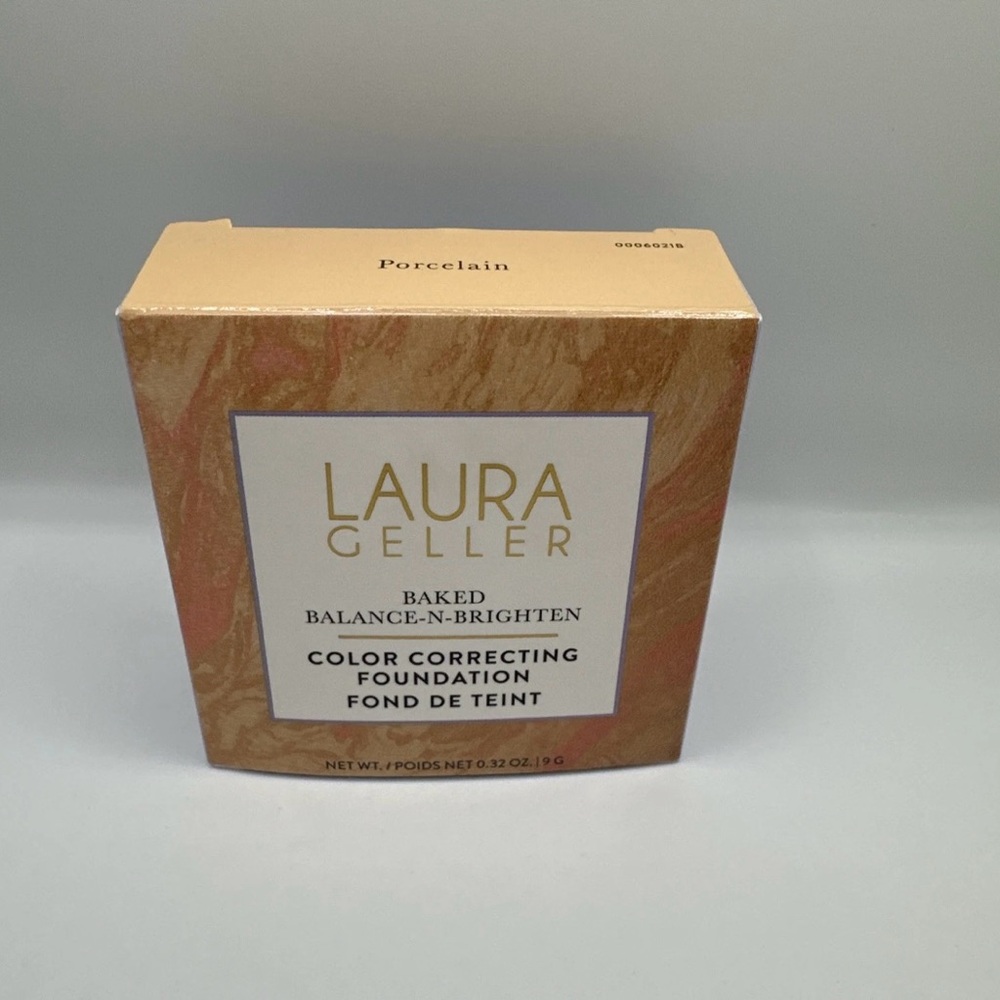 Porcelain
00060218
LAURA
GELLER
BAKED
BALANCE-N-BRIGHTEN
COLOR CORRECTING
FOUNDATION
FOND DE TEINT
NET WT. / POIDS NET 0.32 OZ. | 9 G